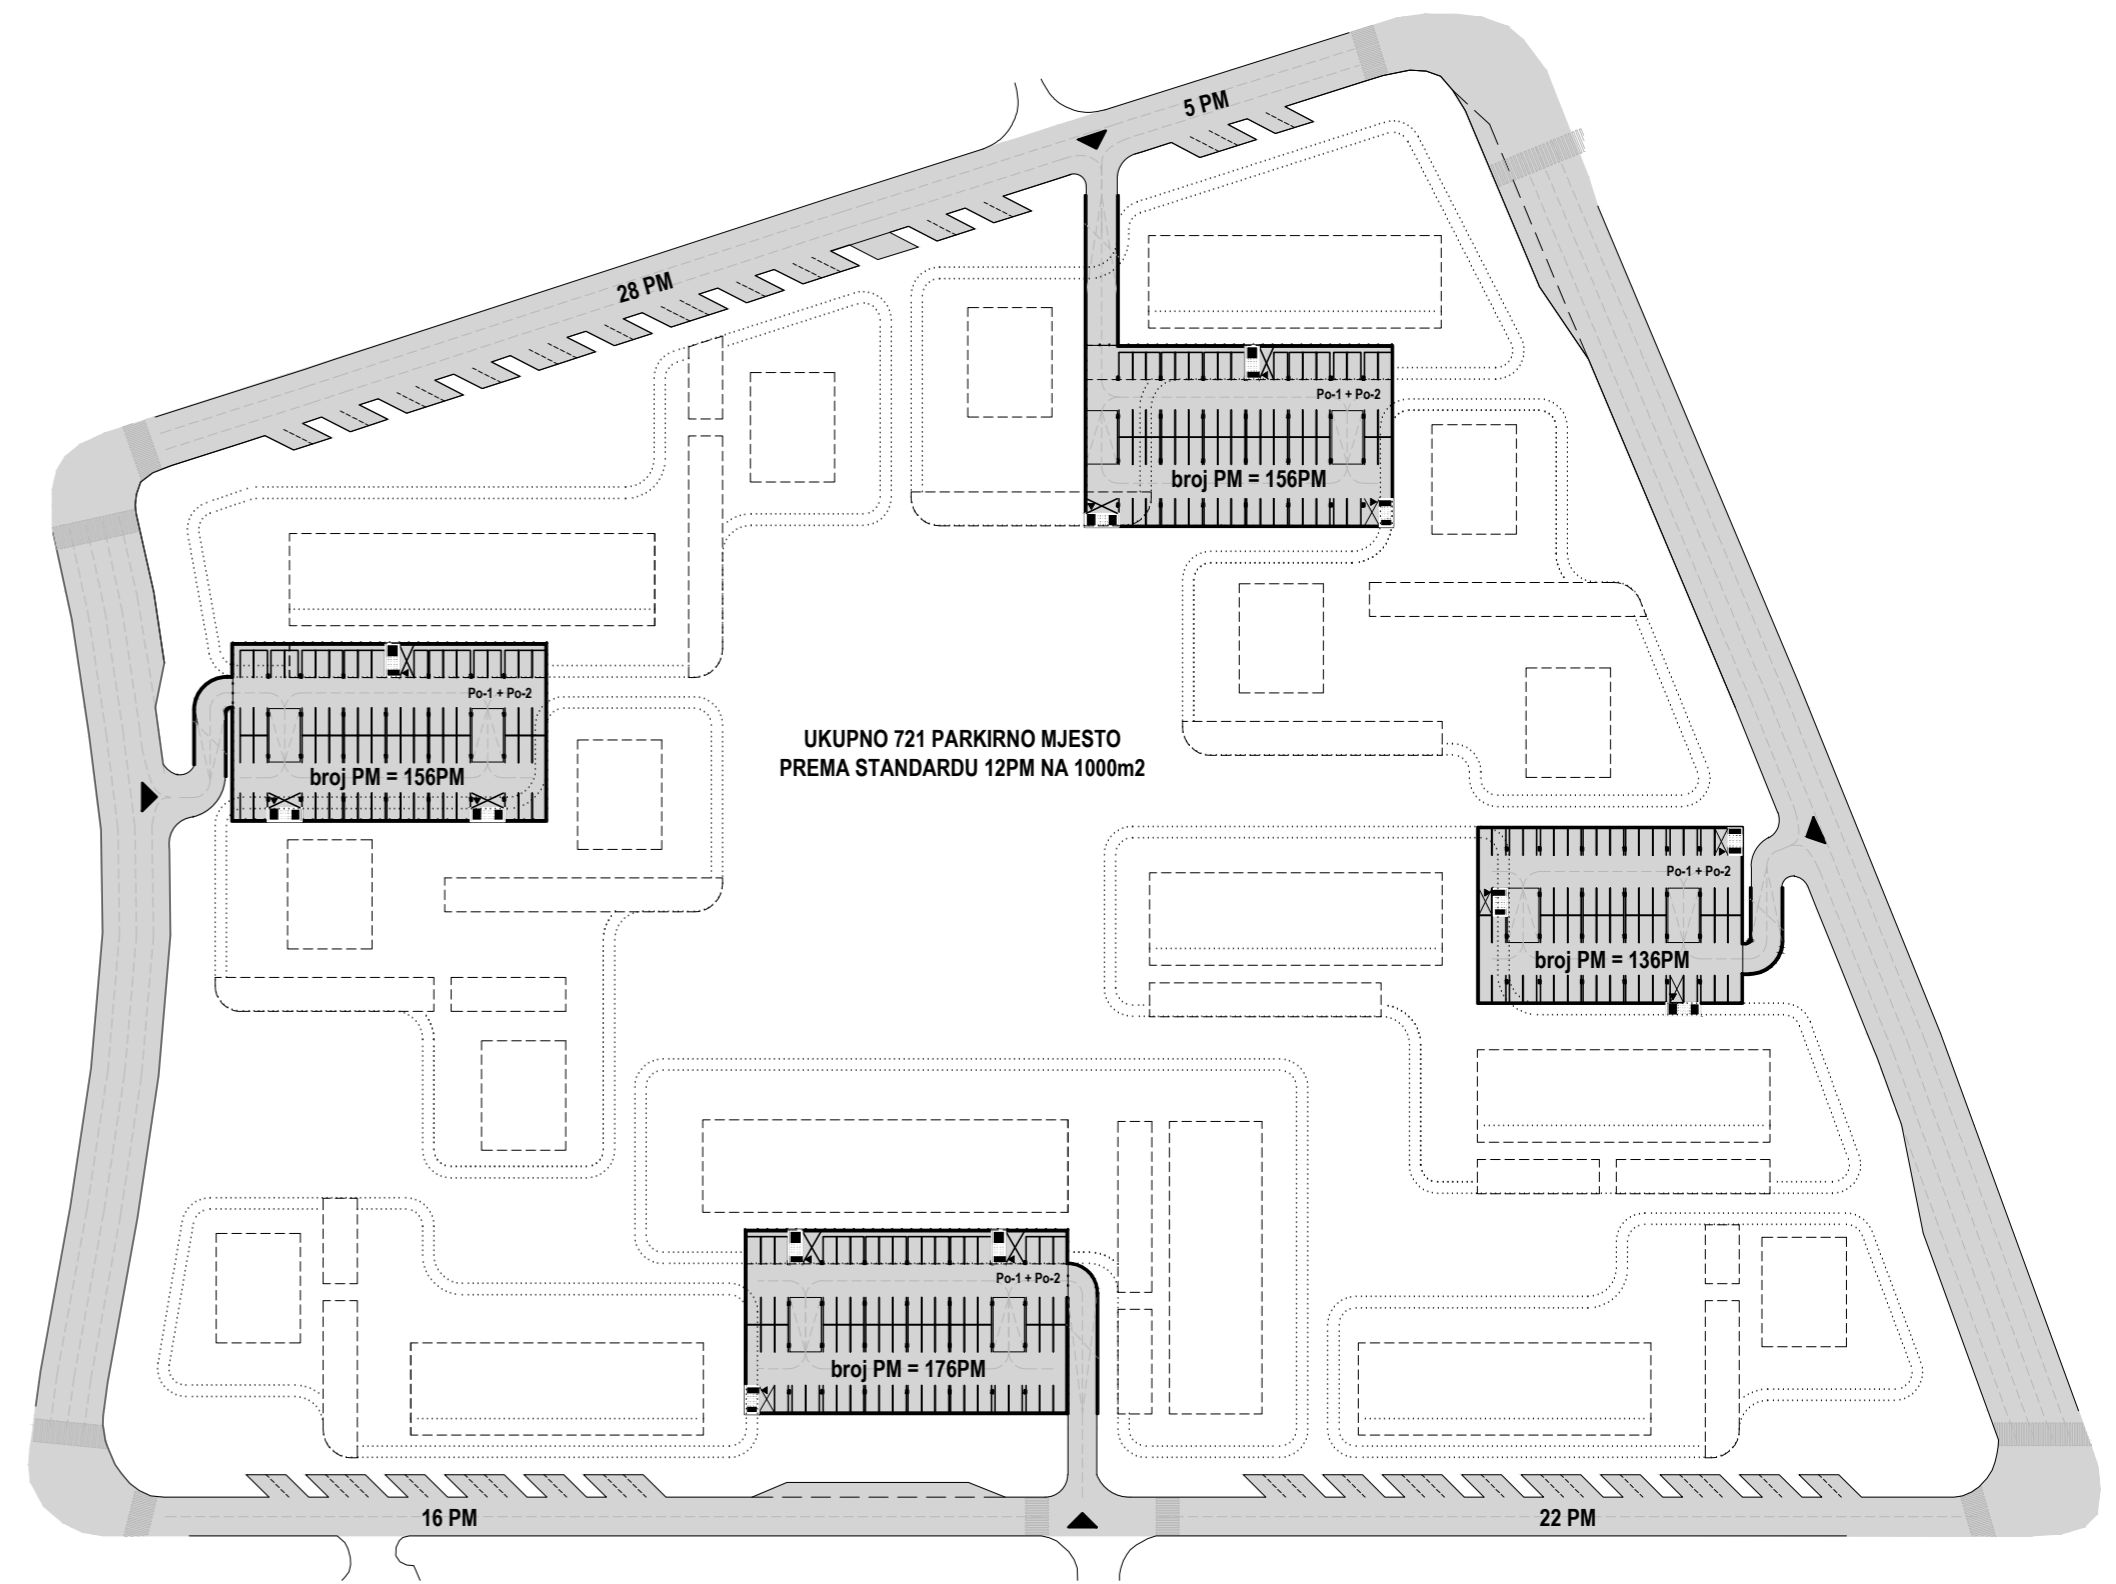 5 PM
28 PM
Po-1 + Po-2
broj PM = 156PM
Po-1 + Po-2
broj PM = 156PM
UKUPNO 721 PARKIRNO MJESTO
PREMA STANDARDU 12PM NA 1000m2
Po-1 + Po-2
broj PM = 136PM
Po-1 + Po-2
broj PM = 176PM
16 PM
22 PM